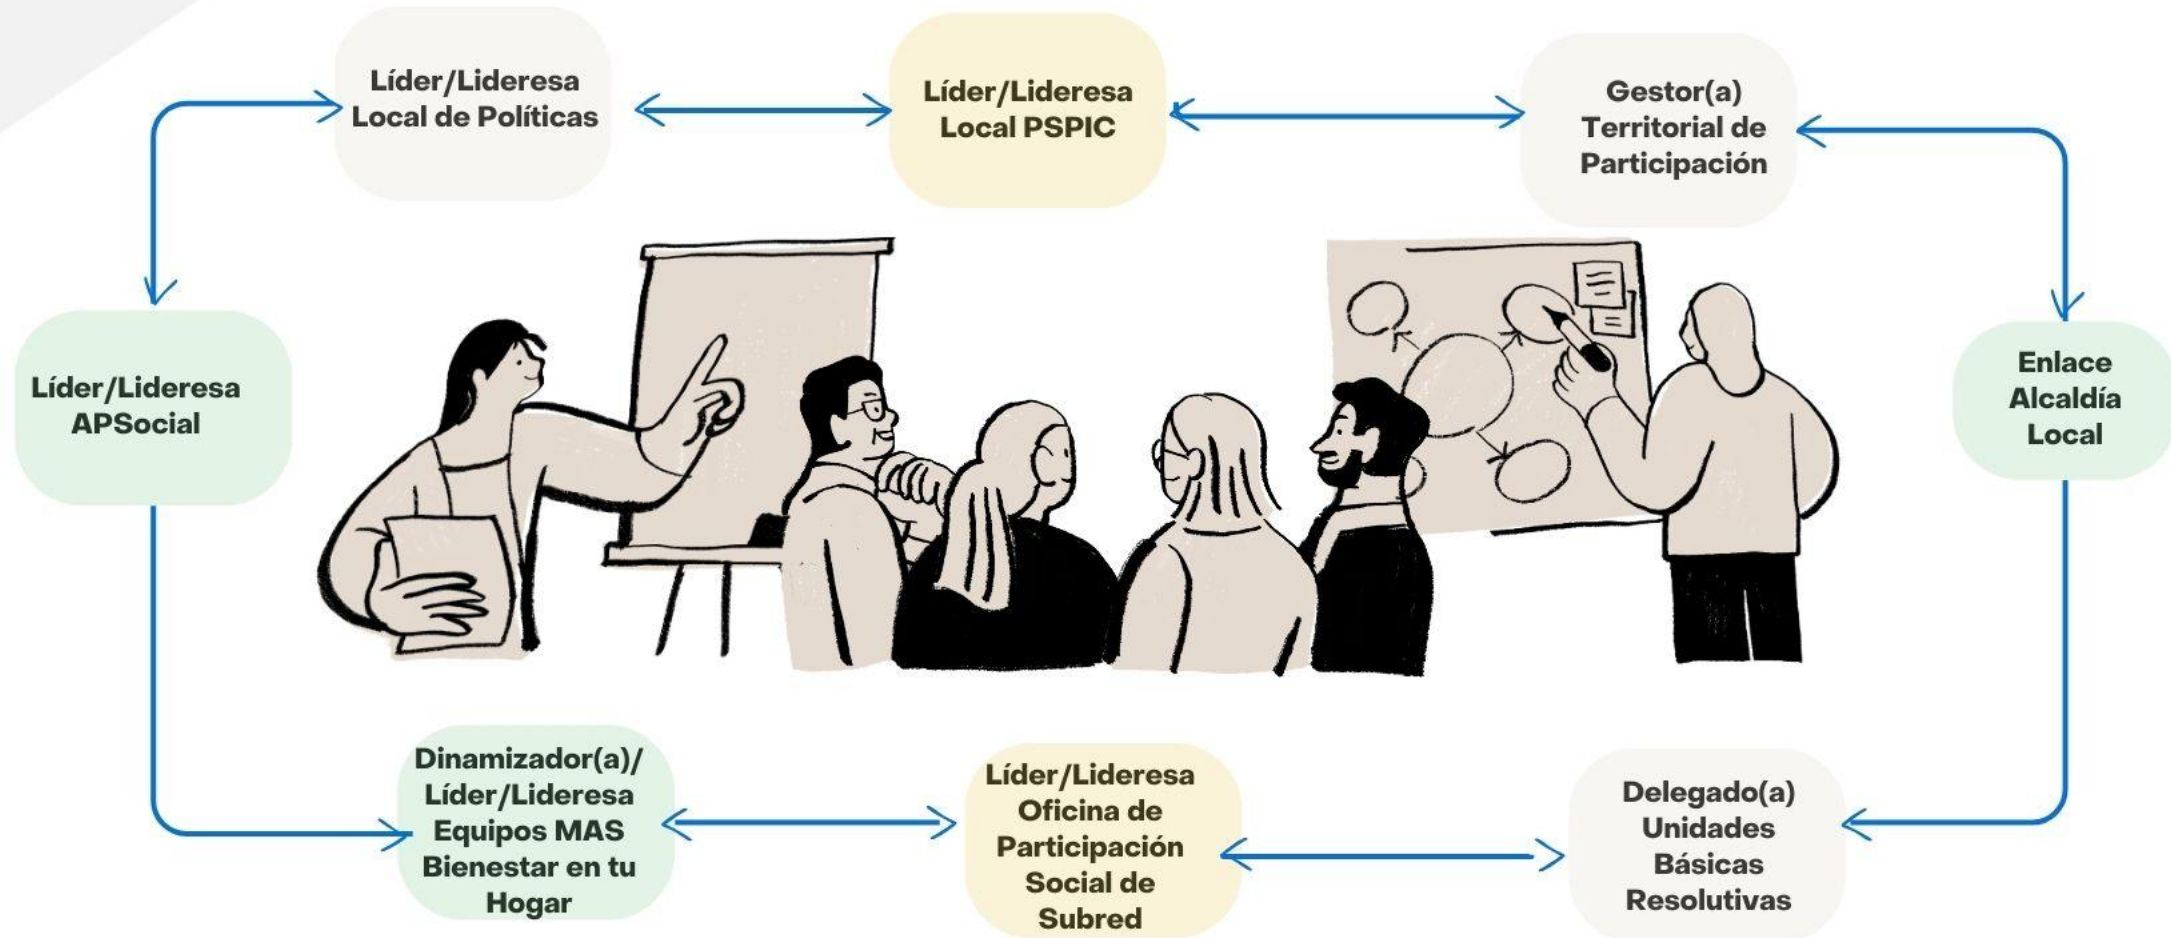 Líder/Lideresa
Local de Políticas
Líder/Lideresa
Local PSPIC
Gestor(a)
Territorial de
Participación
Líder/Lideresa
APSocial
Enlace
Alcaldía
Local
Dinamizador(a)/
Líder/Lideresa
Equipos MAS
Bienestar en tu
Hogar
Líder/Lideresa
Oficina de
Participación
Social de
Subred
Delegado(a)
Unidades
Básicas
Resolutivas